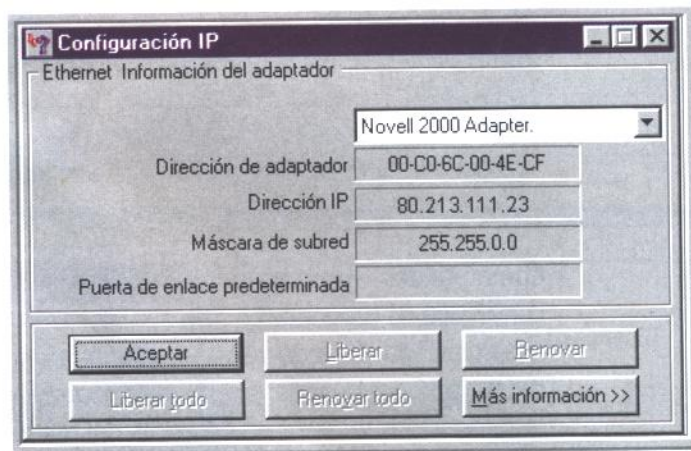 Configuración IP
Ethernet Información del adaptador
Novell 2000 Adapter.
Dirección de adaptador 00-C0-6C-00-4E-CF
Dirección IP 80.213.111.23
Máscara de subred 255.255.0.0
Puerta de enlace predeterminada
Aceptar Liberar Renovar
Liberar todo Renovar todo Más información >>